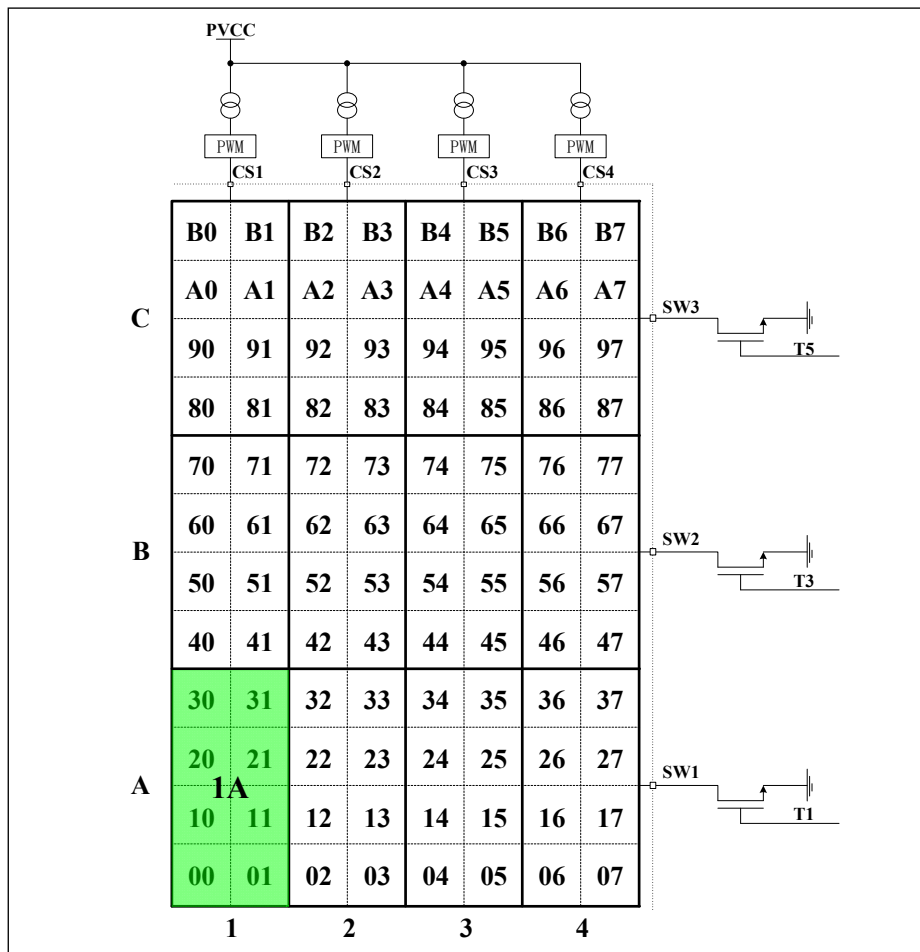 PVCC
PWM PWM PWM PWM
CS1 CS2 CS3 CS4
B0 B1 B2 B3 B4 B5 B6 B7
A0 A1 A2 A3 A4 A5 A6 A7
SW3
C
90 91 92 93 94 95 96 97
T5
80 81 82 83 84 85 86 87
70 71 72 73 74 75 76 77
60 61 62 63 64 65 66 67
SW2
B
50 51 52 53 54 55 56 57
T3
40 41 42 43 44 45 46 47
30 31 32 33 34 35 36 37
20 21 22 23 24 25 26 27
SW1
A
1A
10 11 12 13 14 15 16 17
T1
00 01 02 03 04 05 06 07
1 2 3 4